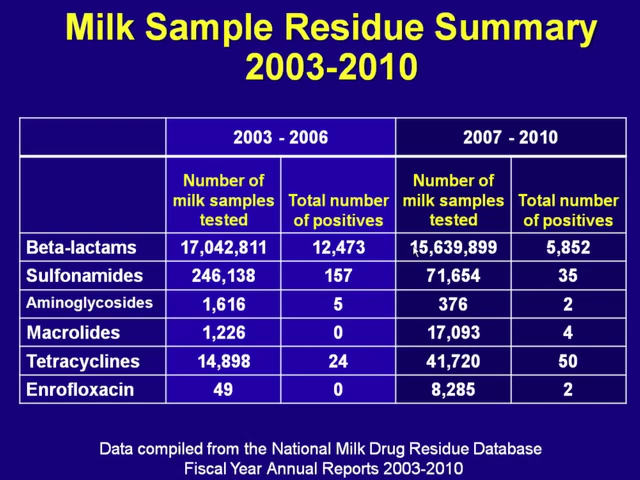 Milk Sample Residue Summary
2003-2010
2003 - 2006 2007 - 2010
Number of milk samples tested Total number of positives Number of milk samples tested Total number of positives
Beta-lactams 17,042,811 12,473 15,639,899 5,852
Sulfonamides 246,138 157 71,654 35
Aminoglycosides 1,616 5 376 2
Macrolides 1,226 0 17,093 4
Tetracyclines 14,898 24 41,720 50
Enrofloxacin 49 0 8,285 2
Data compiled from the National Milk Drug Residue Database
Fiscal Year Annual Reports 2003-2010